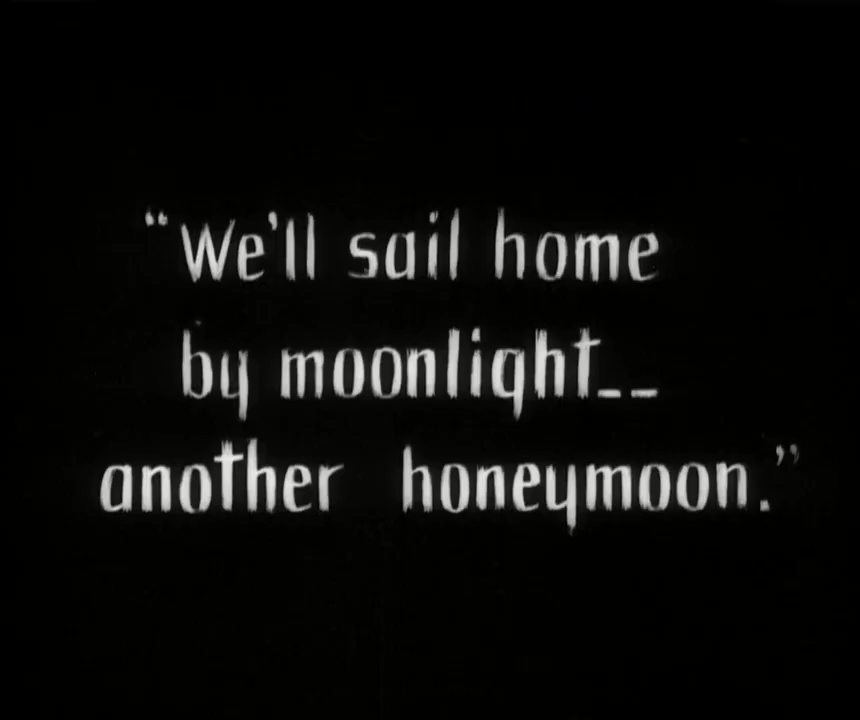 “We'll sail home
by moonlight--
another honeymoon.”